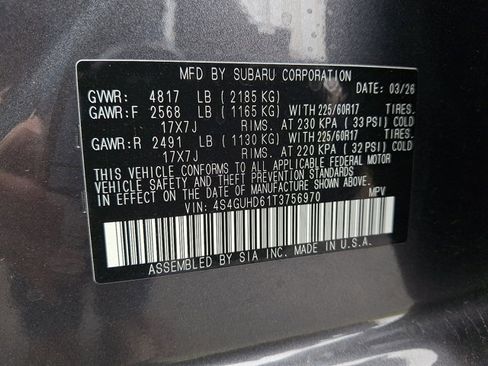 MFD BY SUBARU CORPORATION
DATE: 03/26
GVWR: 4817 LB ( 2185 KG)
GAWR:F 2568 LB ( 1165 KG) WITH 225/60R17 TIRES.
17X7J RIMS. AT 230 KPA ( 33 PSI) COLD
GAWR:R 2491 LB ( 1130 KG) WITH 225/60R17 TIRES.
17X7J RIMS. AT 220 KPA ( 32 PSI) COLD
THIS VEHICLE CONFORMS TO ALL APPLICABLE FEDERAL MOTOR
VEHICLE SAFETY AND THEFT PREVENTION STANDARDS
IN EFFECT ON THE DATE OF MANUFACTURE SHOWN ABOVE.
VIN: 4S4GUHD61T3756970 MPV
ASSEMBLED BY SIA INC. MADE IN U.S.A.